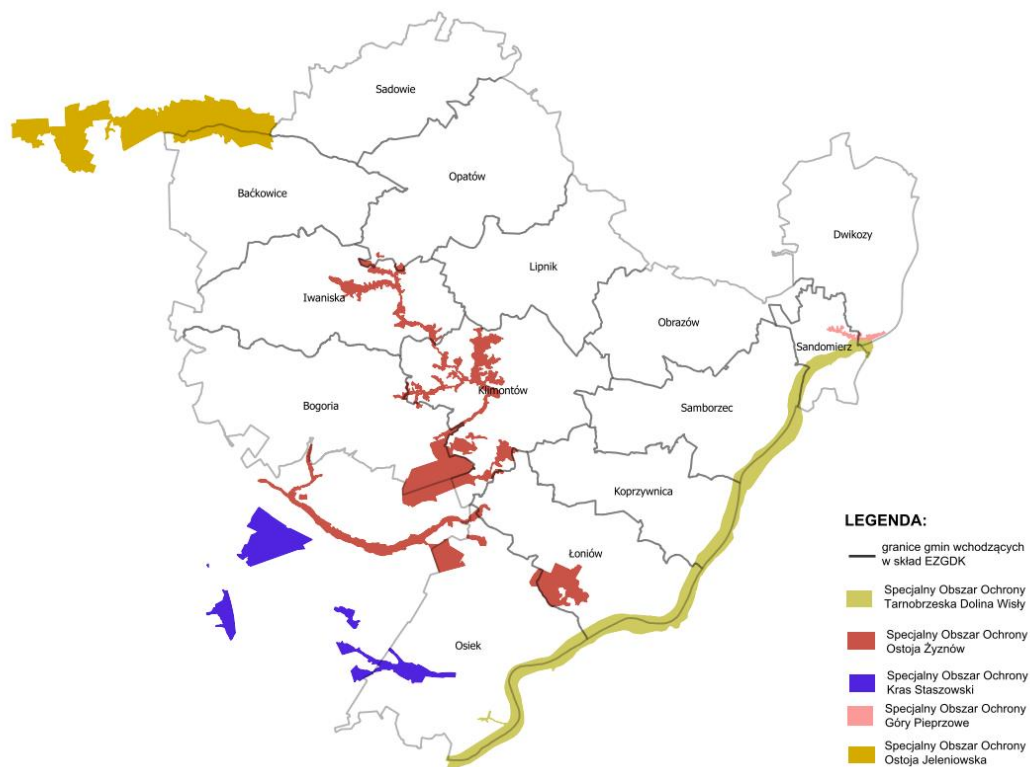 Sadowie
Opatów
Baćkowice
Dwikozy
Lipnik
Iwaniska
Obrazów
Sandomierz
Klimontów
Bogoria
Samborzec
Koprzywnica
Łoniów
Osiek
LEGENDA:
granice gmin wchodzących
w skład EZGDK
Specjalny Obszar Ochrony
Tarnobrzeska Dolina Wisły
Specjalny Obszar Ochrony
Ostoja Żyznów
Specjalny Obszar Ochrony
Kras Staszowski
Specjalny Obszar Ochrony
Góry Pieprzowe
Specjalny Obszar Ochrony
Ostoja Jeleniowska